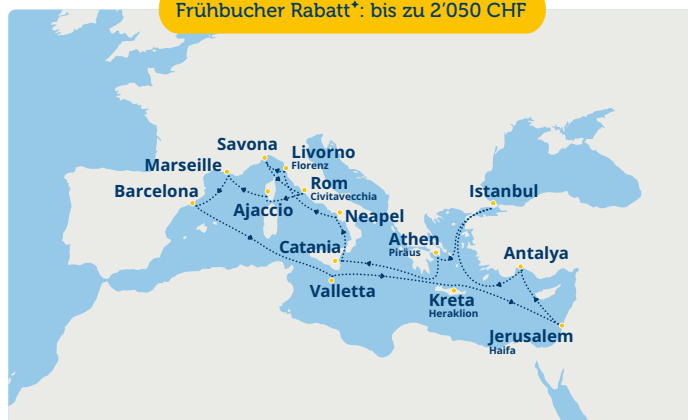 Frühbucher Rabatt✦: bis zu 2’050 CHF
Savona
Livorno
Florenz
Marseille
Rom
Civitavecchia
Barcelona
Ajaccio
Neapel
Istanbul
Catania
Athen
Piräus
Antalya
Valletta
Kreta
Heraklion
Jerusalem
Haifa